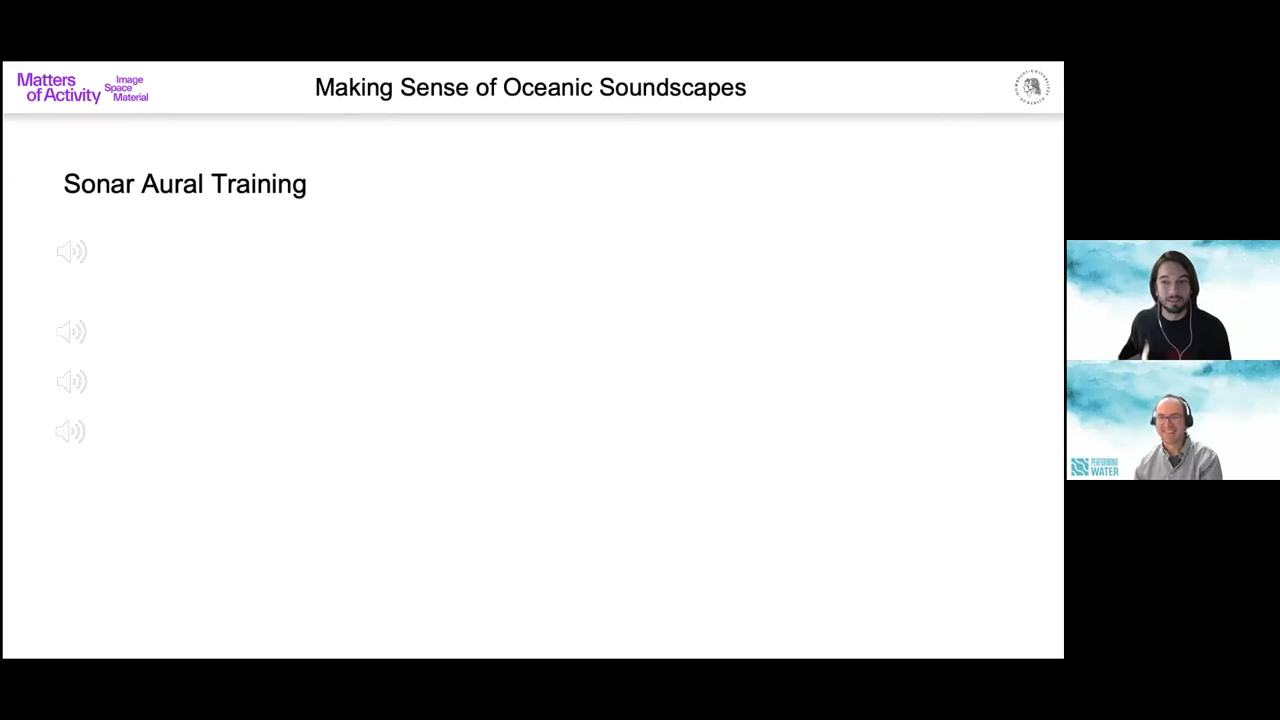 Matters
of Activity
Image
Space
Material
Making Sense of Oceanic Soundscapes
Sonar Aural Training
PERFORMING
WATER